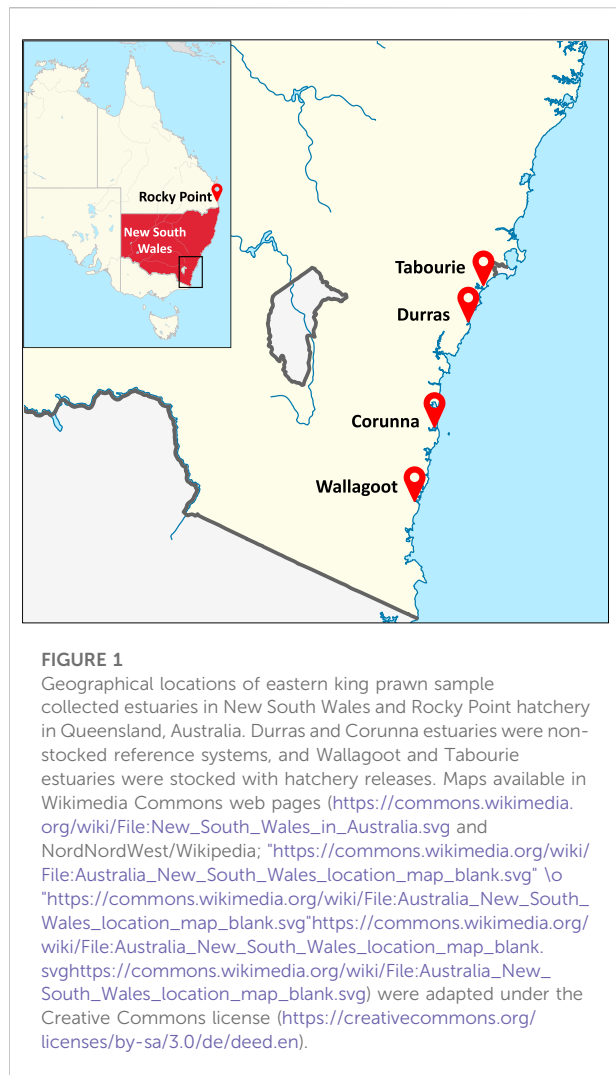 Rocky Point
New South
Wales
Tabourie
Durras
Corunna
Wallagoot
FIGURE 1
Geographical locations of eastern king prawn sample
collected estuaries in New South Wales and Rocky Point hatchery
in Queensland, Australia. Durras and Corunna estuaries were non-
stocked reference systems, and Wallagoot and Tabourie
estuaries were stocked with hatchery releases. Maps available in
Wikimedia Commons web pages (https://commons.wikimedia.
org/wiki/File:New_South_Wales_in_Australia.svg and
NordNordWest/Wikipedia; "https://commons.wikimedia.org/wiki/
File:Australia_New_South_Wales_location_map_blank.svg" \o
"https://commons.wikimedia.org/wiki/File:Australia_New_South_
Wales_location_map_blank.svg"https://commons.wikimedia.org/
wiki/File:Australia_New_South_Wales_location_map_blank.
svghttps://commons.wikimedia.org/wiki/File:Australia_New_
South_Wales_location_map_blank.svg) were adapted under the
Creative Commons license (https://creativecommons.org/
licenses/by-sa/3.0/de/deed.en).